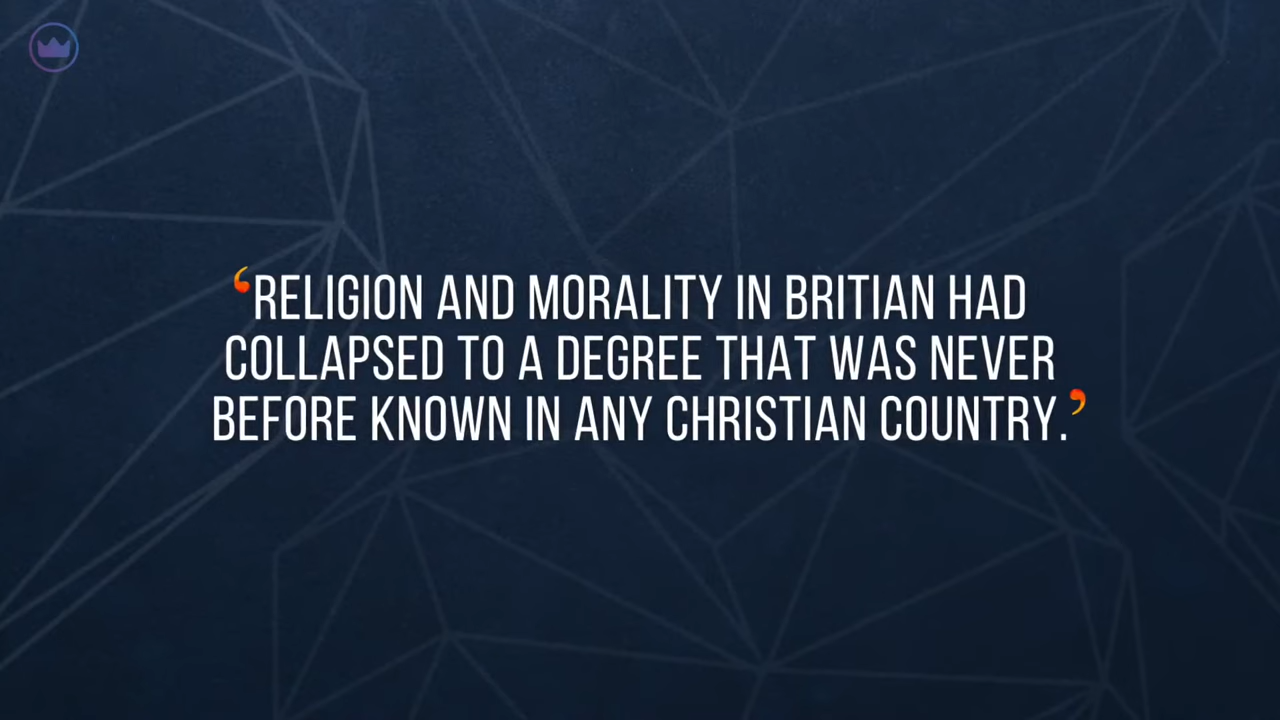 ‘RELIGION AND MORALITY IN BRITIAN HAD
COLLAPSED TO A DEGREE THAT WAS NEVER
BEFORE KNOWN IN ANY CHRISTIAN COUNTRY.’